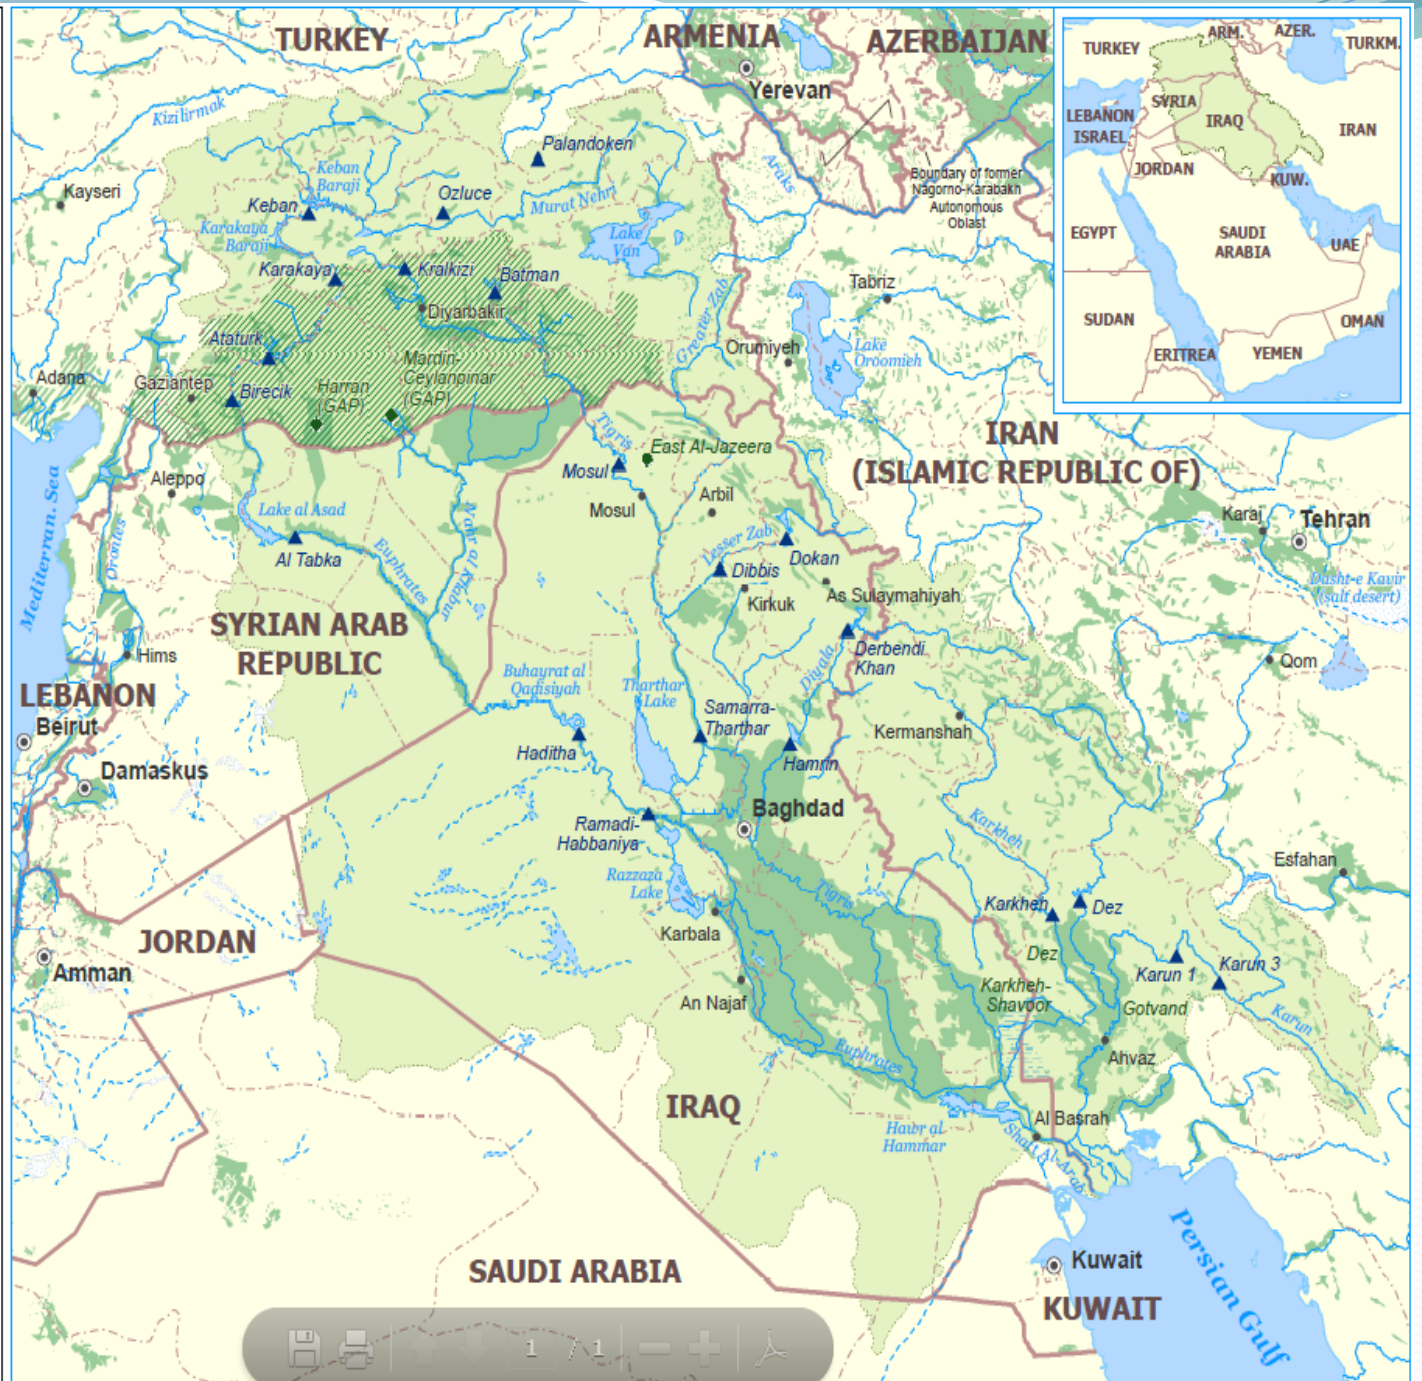 TURKEY
ARMENIA
AZERBAIJAN
Yerevan
Kizilirmak
Palandoken
Keban
Baraji
Kayseri
Keban
Ozluce
Murat Nehri
Araks
Boundary of former
Nagorno-Karabakh
Autonomous
Oblast
Karakaya
Baraji
Lake
Van
Karakaya
Kralkizi
Batman
Diyarbakir
Tabriz
Greater Zab
Ataturk
Mardin-
Ceylanpinar
(GAP)
Orumiyeh
Lake
Oroomieh
Adana
Gaziantep
Birecik
Harran
(GAP)
TURKEY
ARM.
AZER.
TURKM.
SYRIA
LEBANON
ISRAEL
IRAQ
IRAN
JORDAN
KUW.
EGYPT
SAUDI
ARABIA
UAE
SUDAN
OMAN
ERITREA
YEMEN
Tigris
East Al-Jazeera
IRAN
(ISLAMIC REPUBLIC OF)
Mosul
Aleppo
Mosul
Arbil
Mediterran. Sea
Orontes
Lake al Asad
Nahr al Khabur
Karaj
Tehran
Al Tabka
Euphrates
Lesser Zab
Dokan
Dibbis
Kirkuk
As Sulaymahiyah
Dasht-e Kavir
(salt desert)
SYRIAN ARAB
REPUBLIC
Hims
Derbendi
Khan
Diyala
Qom
LEBANON
Beirut
Buhayrat al
Qadisiyah
Tharthar
Lake
Samarra-
Tharthar
Kermanshah
Haditha
Hamrin
Damaskus
Baghdad
Ramadi-
Habbaniya
Karkheh
Esfahan
Razzaza
Lake
Tigris
Karkheh
Dez
Karbala
JORDAN
Dez
Karun 1
Karun 3
Amman
An Najaf
Karkheh-
Shavoor
Gotvand
Karun
Euphrates
Ahvaz
IRAQ
Hawr al
Hammar
Al Basrah
Shatt Al-Arab
SAUDI ARABIA
Kuwait
KUWAIT
Persian Gulf
1 / 1